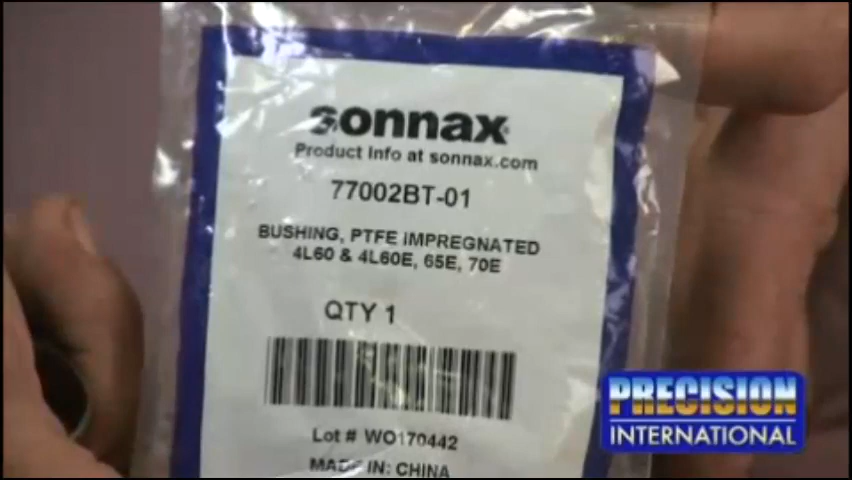 sonnax
Product Info at sonnax.com
77002BT-01
BUSHING, PTFE IMPREGNATED
4L60 & 4L60E, 65E, 70E
QTY 1
Lot # WO170442
MADE IN: CHINA
PRECISION
INTERNATIONAL